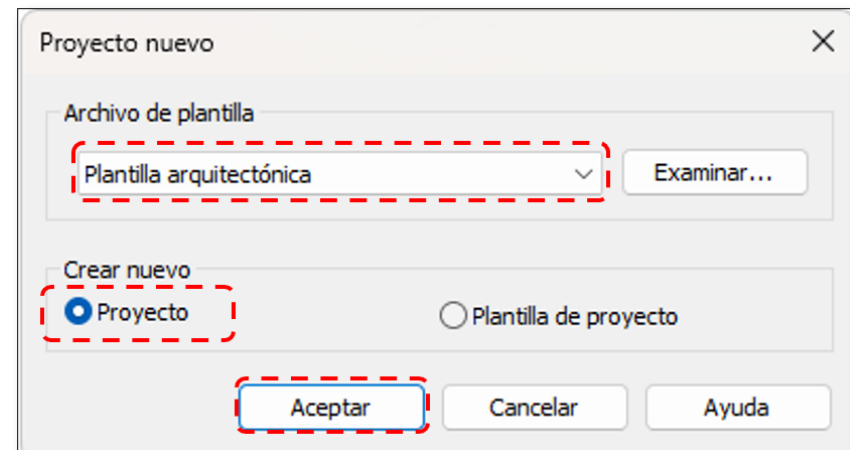 Proyecto nuevo
Archivo de plantilla
Plantilla arquitectónica
Examinar...
Crear nuevo
Proyecto
Plantilla de proyecto
Aceptar
Cancelar
Ayuda